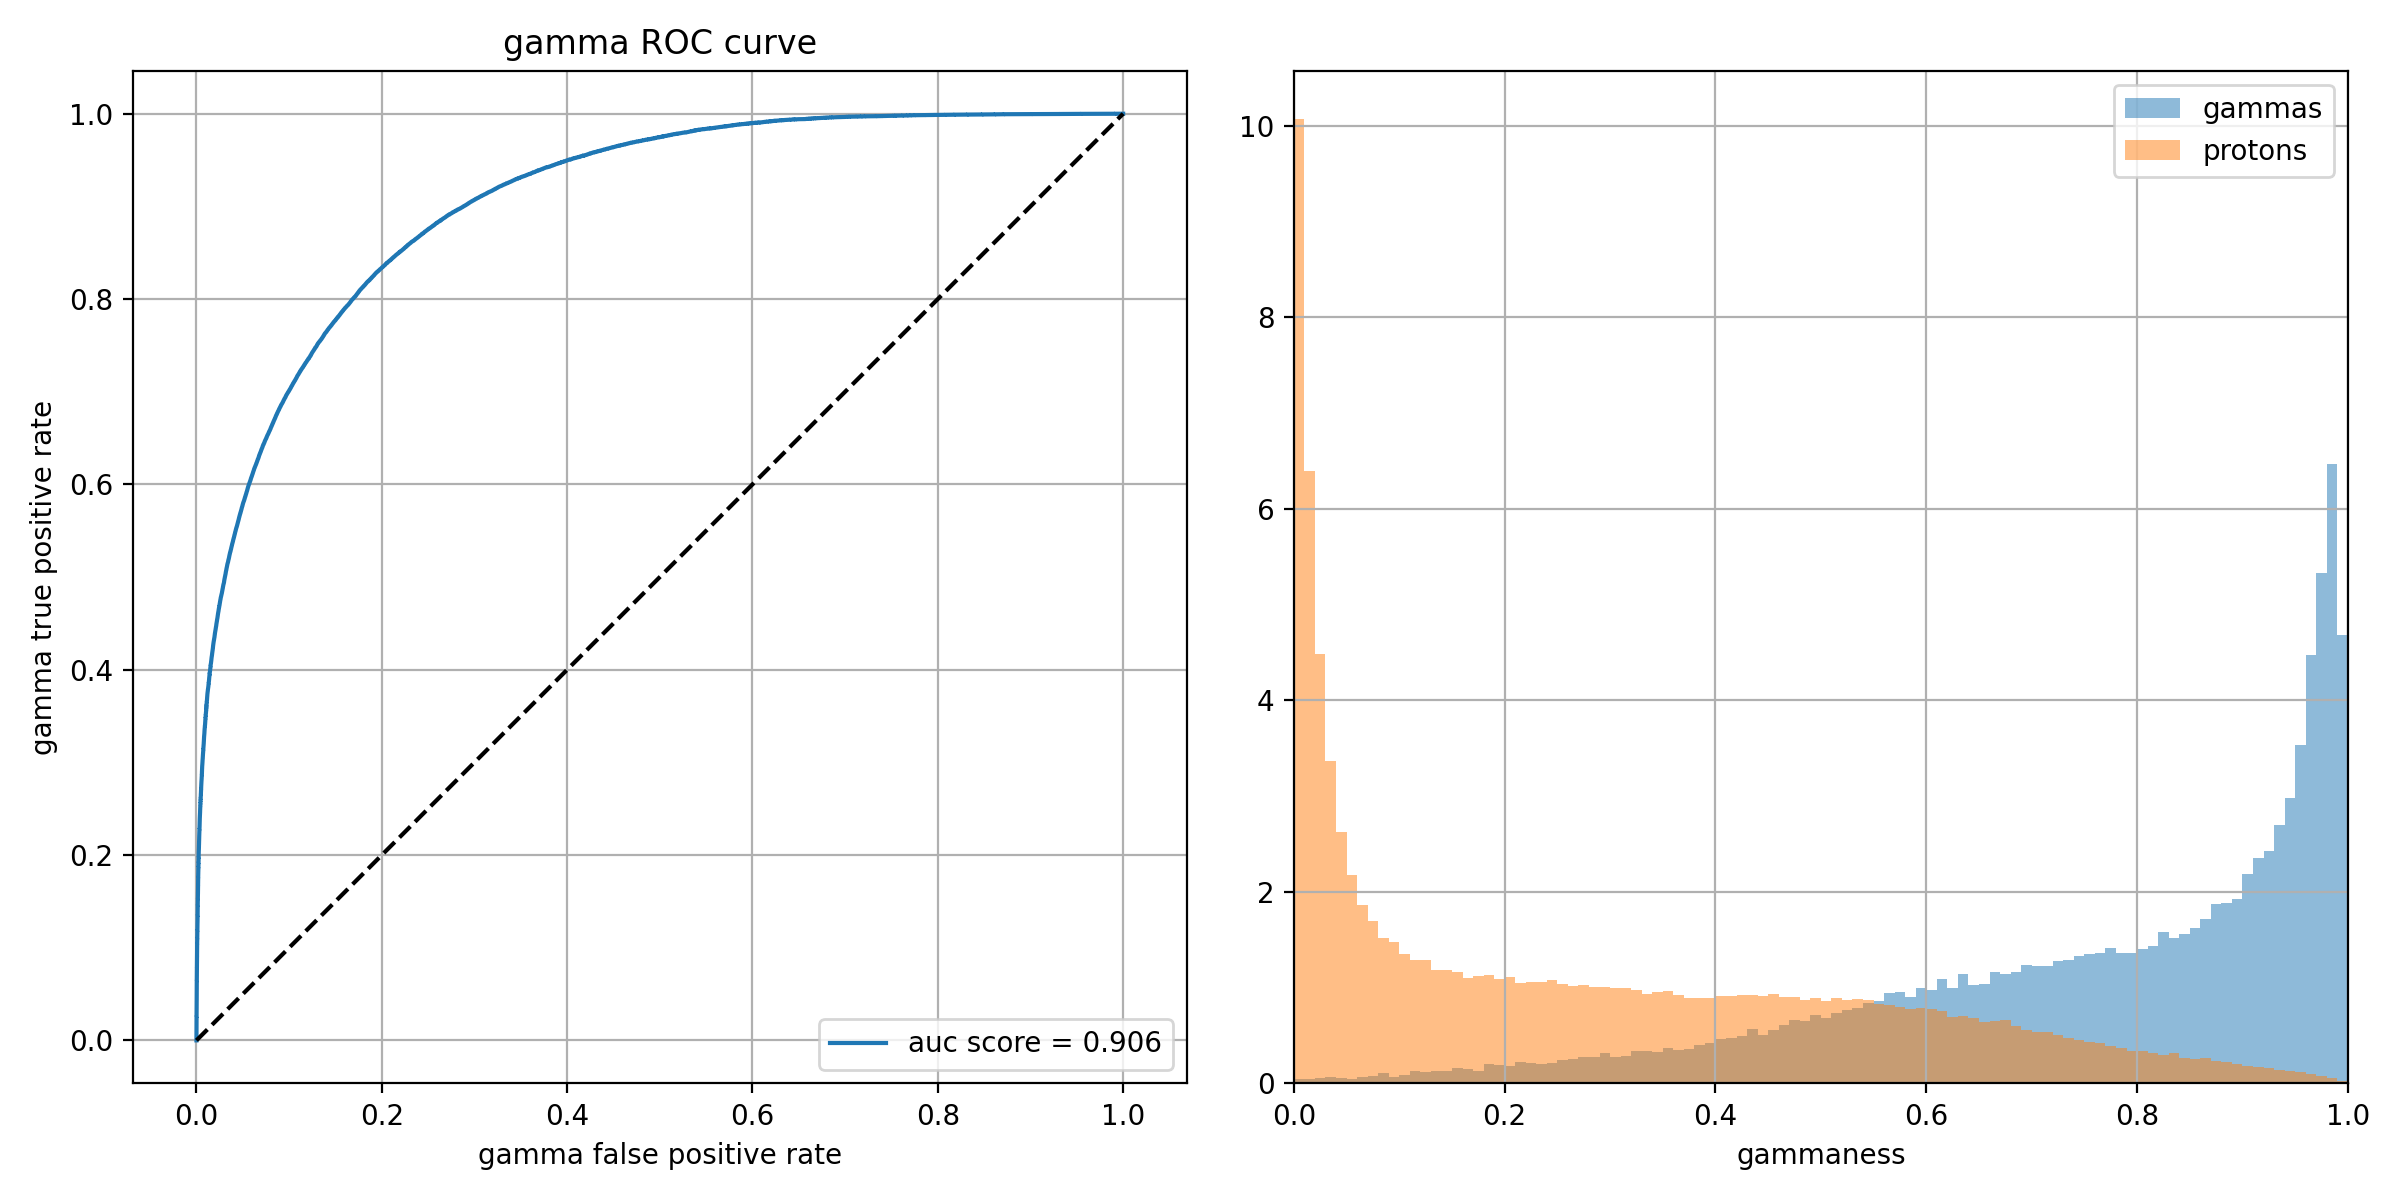 gamma ROC curve
gamma true positive rate
1.0
0.8
0.6
0.4
0.2
0.0
0.0 0.2 0.4 0.6 0.8 1.0
gamma false positive rate
auc score = 0.906
10
8
6
4
2
0
0.0 0.2 0.4 0.6 0.8 1.0
gammaness
gammas
protons